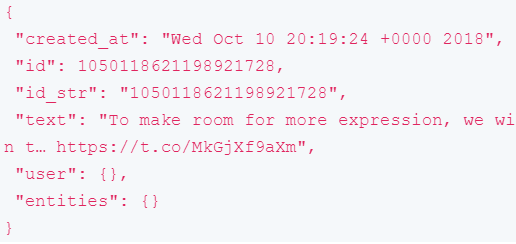 {
"created_at": "Wed Oct 10 20:19:24 +0000 2018",
"id": 1050118621198921728,
"id_str": "1050118621198921728",
"text": "To make room for more expression, we wi
n t… https://t.co/MkGjXf9aXm",
"user": {},
"entities": {}
}